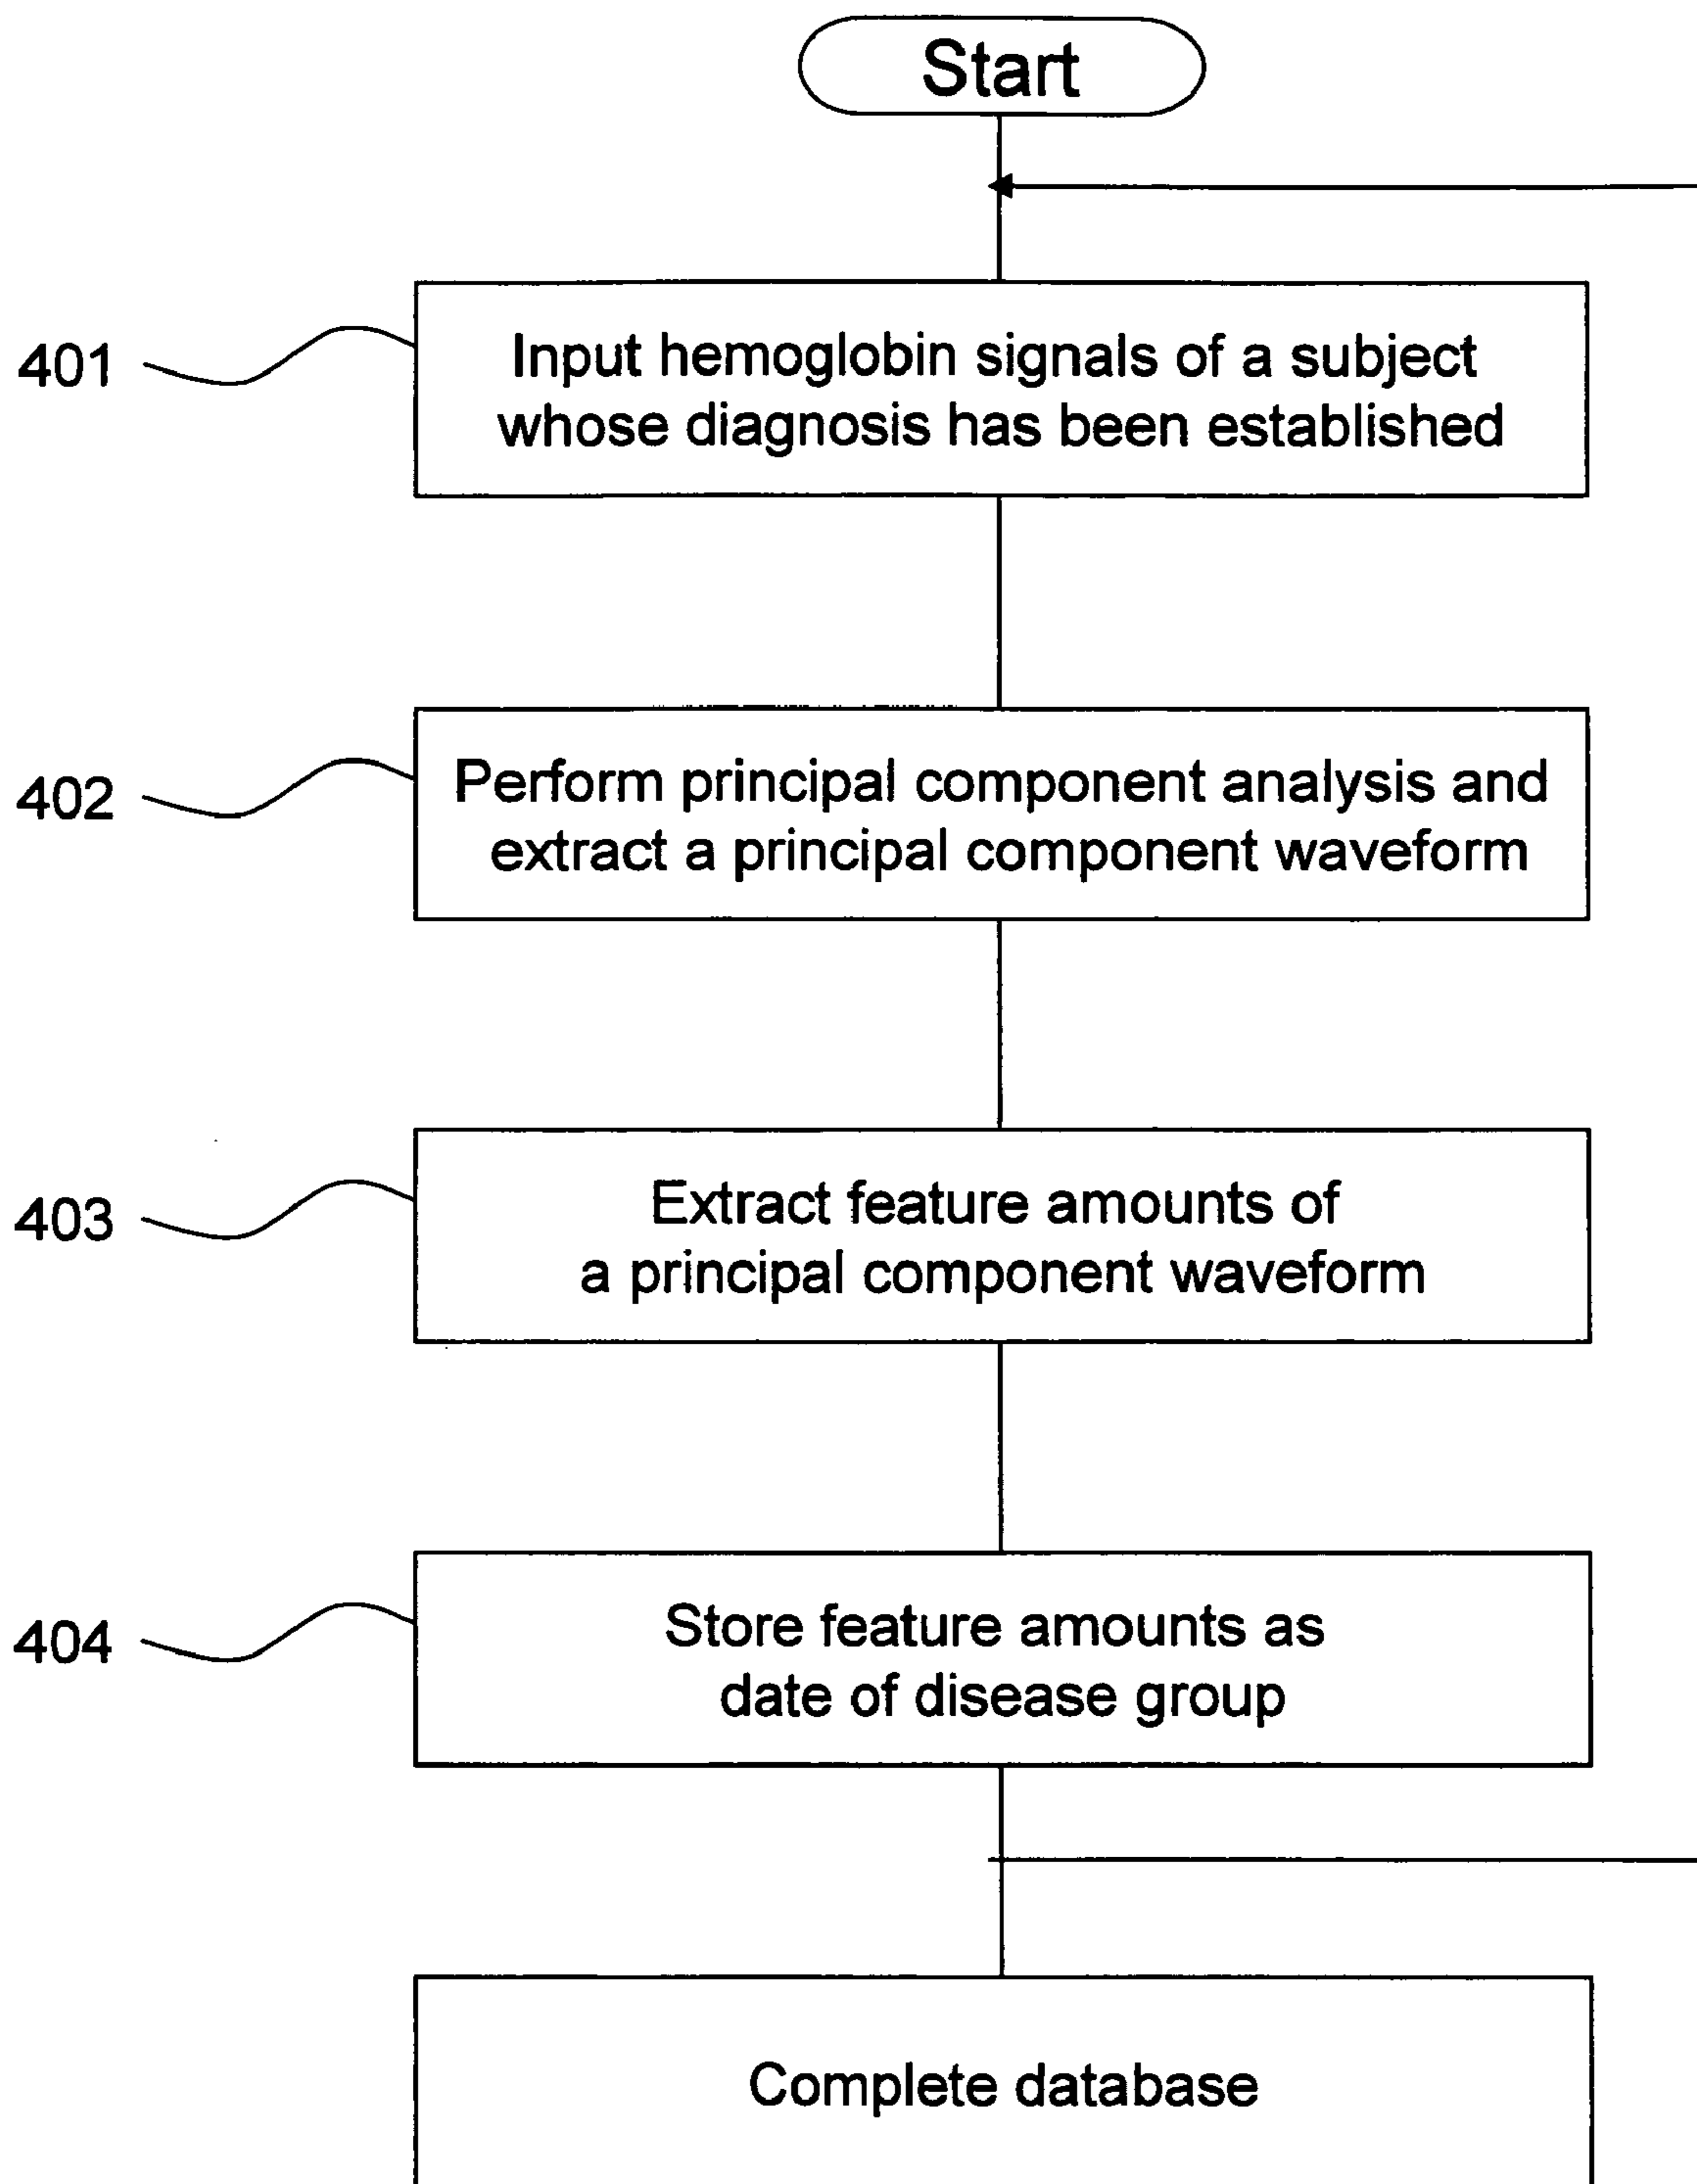 Start
401
Input hemoglobin signals of a subject
whose diagnosis has been established
402
Perform principal component analysis and
extract a principal component waveform
403
Extract feature amounts of
a principal component waveform
404
Store feature amounts as
date of disease group
Complete database